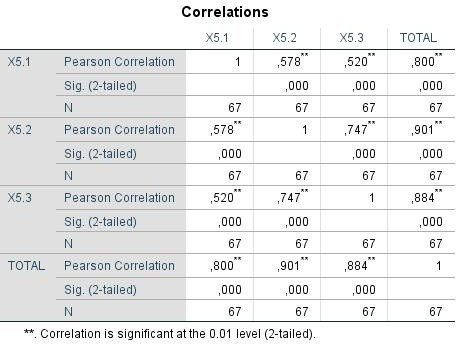 Correlations
X5.1 X5.2 X5.3 TOTAL
X5.1 Pearson Correlation 1 ,578** ,520** ,800**
Sig. (2-tailed) ,000 ,000 ,000
N 67 67 67 67
X5.2 Pearson Correlation ,578** 1 ,747** ,901**
Sig. (2-tailed) ,000 ,000 ,000
N 67 67 67 67
X5.3 Pearson Correlation ,520** ,747** 1 ,884**
Sig. (2-tailed) ,000 ,000 ,000
N 67 67 67 67
TOTAL Pearson Correlation ,800** ,901** ,884** 1
Sig. (2-tailed) ,000 ,000 ,000
N 67 67 67 67
**. Correlation is significant at the 0.01 level (2-tailed).